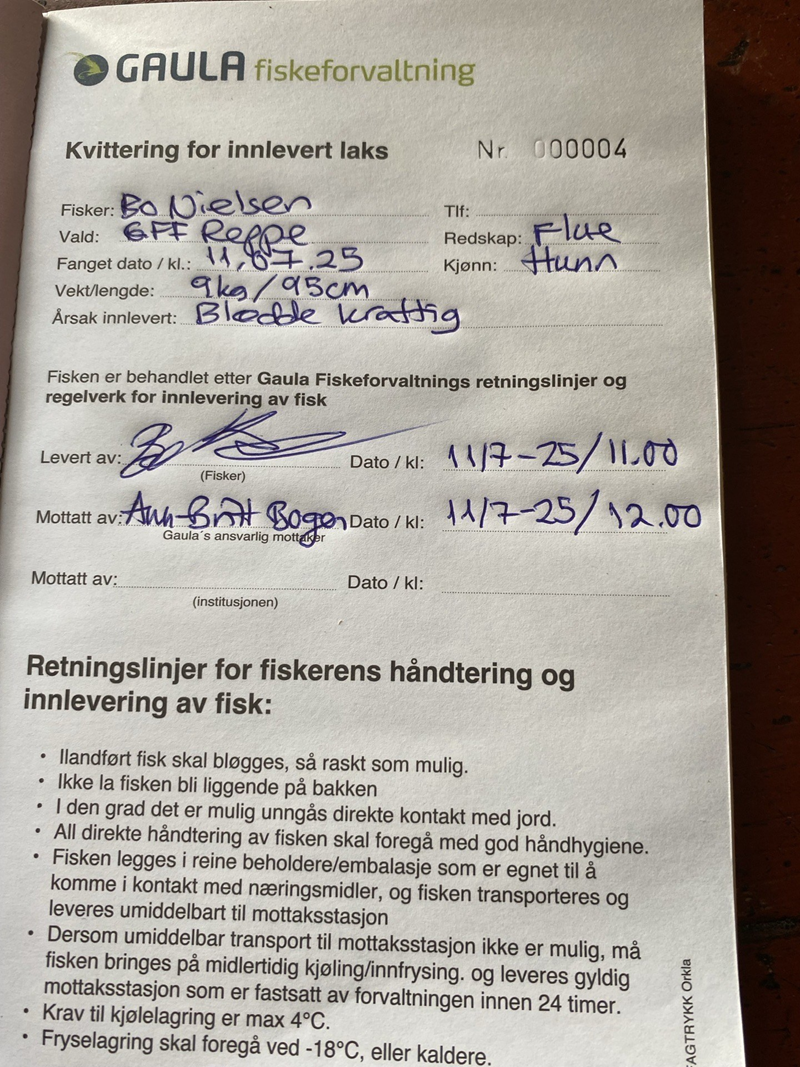 GAULA fiskeforvaltning
Kvittering for innlevert laks Nr. 000004
Fisker: Bo Nielsen Tlf:
Vald: GFF Reppe Redskap: Flue
Fanget dato / kl.: 11,07.25 Kjønn: Hunn
Vekt/lengde: 9kg/95cm
Årsak innlevert: Blødde kraftig
Fisken er behandlet etter Gaula Fiskeforvaltnings retningslinjer og
regelverk for innlevering av fisk
Levert av: Dato / kl: 11/7-25/11.00
(Fisker)
Mottatt av: Ann-Britt Bogen Dato / kl: 11/7-25/12.00
Gaula´s ansvarlig mottaker
Mottatt av: Dato / kl:
(institusjonen)
Retningslinjer for fiskerens håndtering og
innlevering av fisk:
• Ilandført fisk skal bløgges, så raskt som mulig.
• Ikke la fisken bli liggende på bakken
• I den grad det er mulig unngås direkte kontakt med jord.
• All direkte håndtering av fisken skal foregå med god håndhygiene.
• Fisken legges i reine beholdere/embalasje som er egnet til å
komme i kontakt med næringsmidler, og fisken transporteres og
leveres umiddelbart til mottaksstasjon
• Dersom umiddelbar transport til mottaksstasjon ikke er mulig, må
fisken bringes på midlertidig kjøling/innfrysing. og leveres gyldig
mottaksstasjon som er fastsatt av forvaltningen innen 24 timer.
• Krav til kjølelagring er max 4°C.
• Fryselagring skal foregå ved -18°C, eller kaldere.
AGTRYKK Orkla